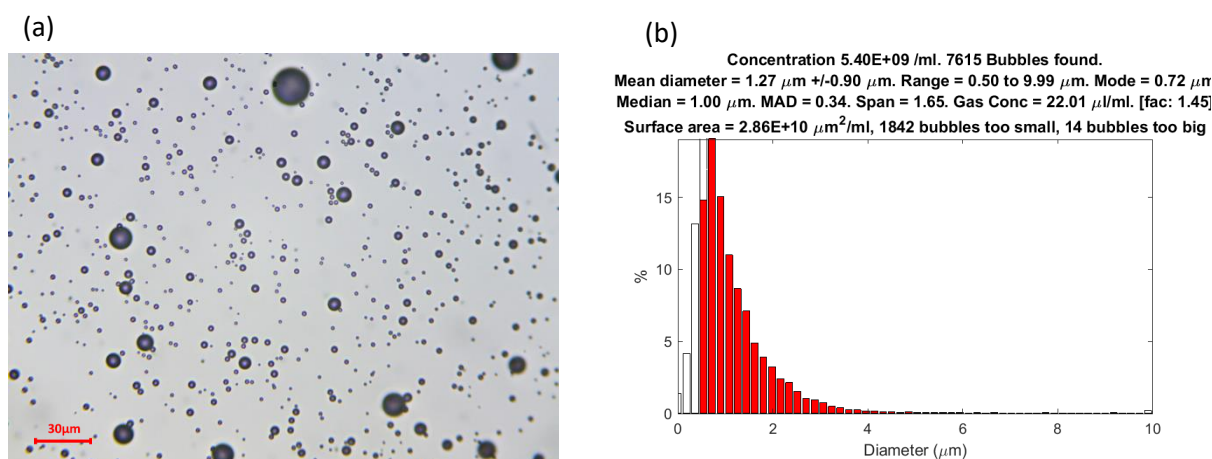 (a)
30μm
(b)
Concentration 5.40E+09 /ml. 7615 Bubbles found.
Mean diameter = 1.27 μm +/-0.90 μm. Range = 0.50 to 9.99 μm. Mode = 0.72 μm
Median = 1.00 μm. MAD = 0.34. Span = 1.65. Gas Conc = 22.01 μl/ml. [fac: 1.45]
Surface area = 2.86E+10 μm²/ml, 1842 bubbles too small, 14 bubbles too big
15
10
5
0
%
0 2 4 6 8 10
Diameter (μm)